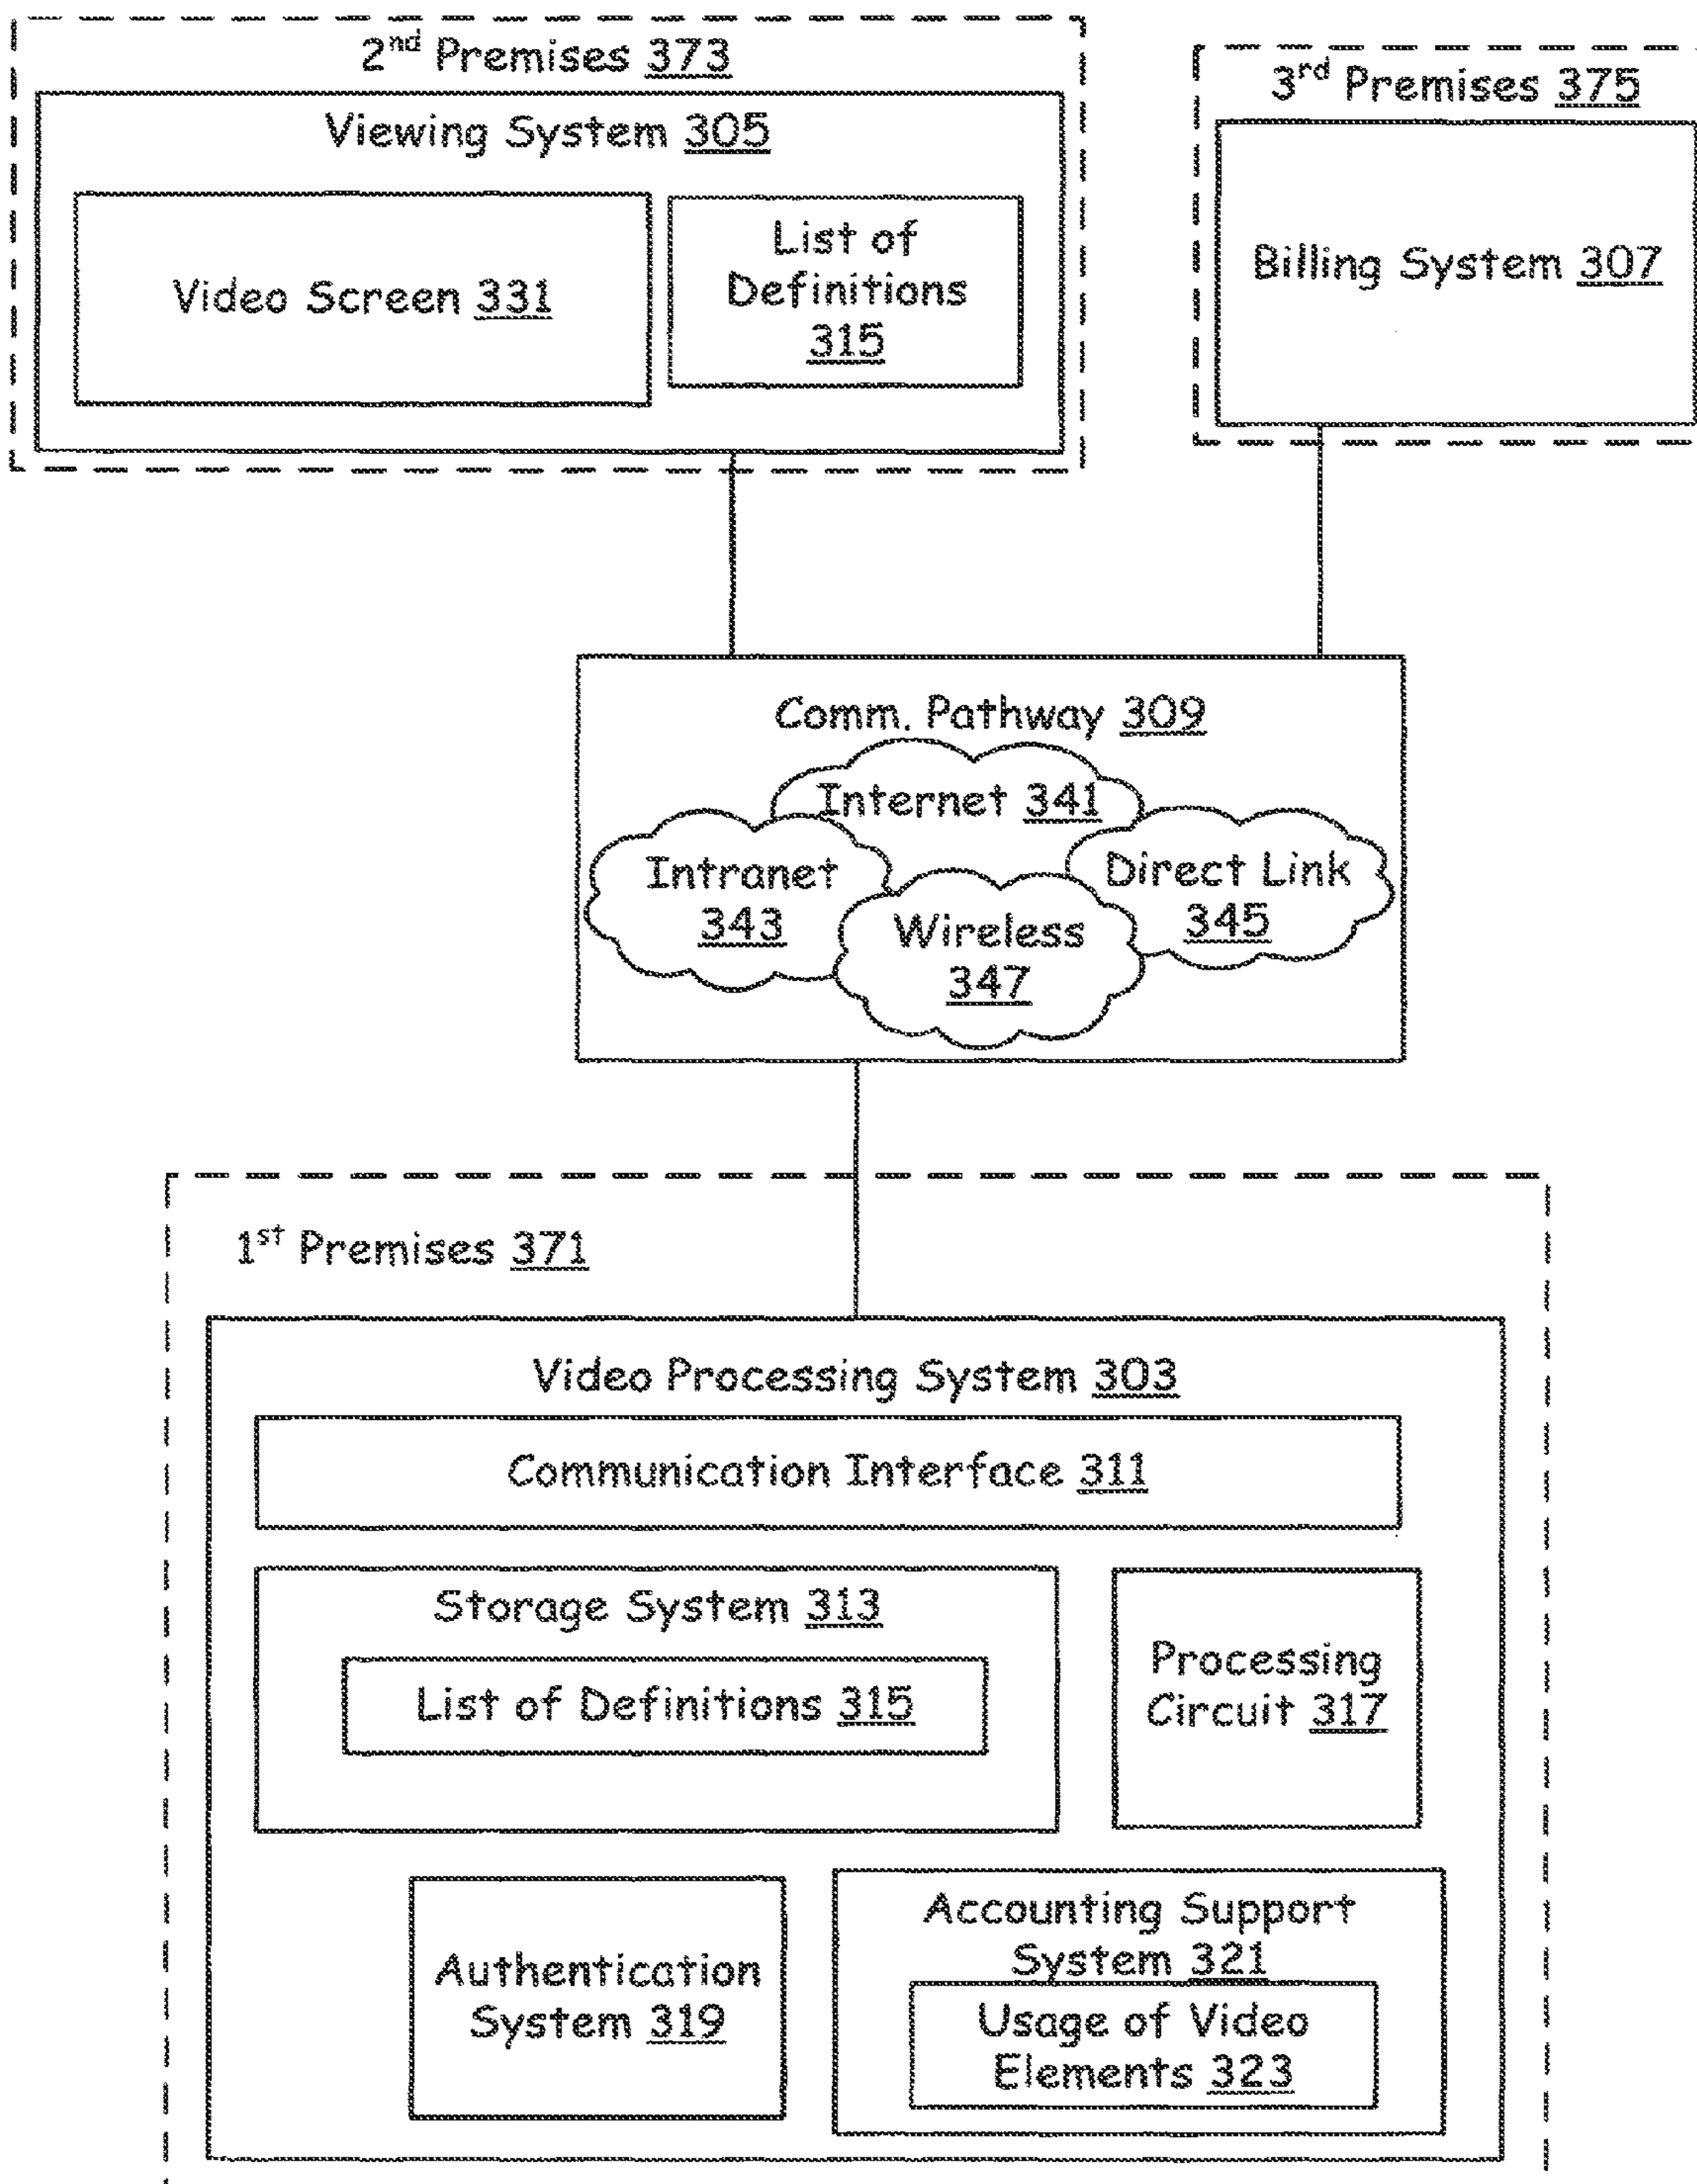 2nd Premises 373
Viewing System 305
Video Screen 331
List of
Definitions
315
3rd Premises 375
Billing System 307
Comm. Pathway 309
Internet 341
Intranet
343
Direct Link
345
Wireless
347
1st Premises 371
Video Processing System 303
Communication Interface 311
Storage System 313
List of Definitions 315
Processing
Circuit 317
Authentication
System 319
Accounting Support
System 321
Usage of Video
Elements 323